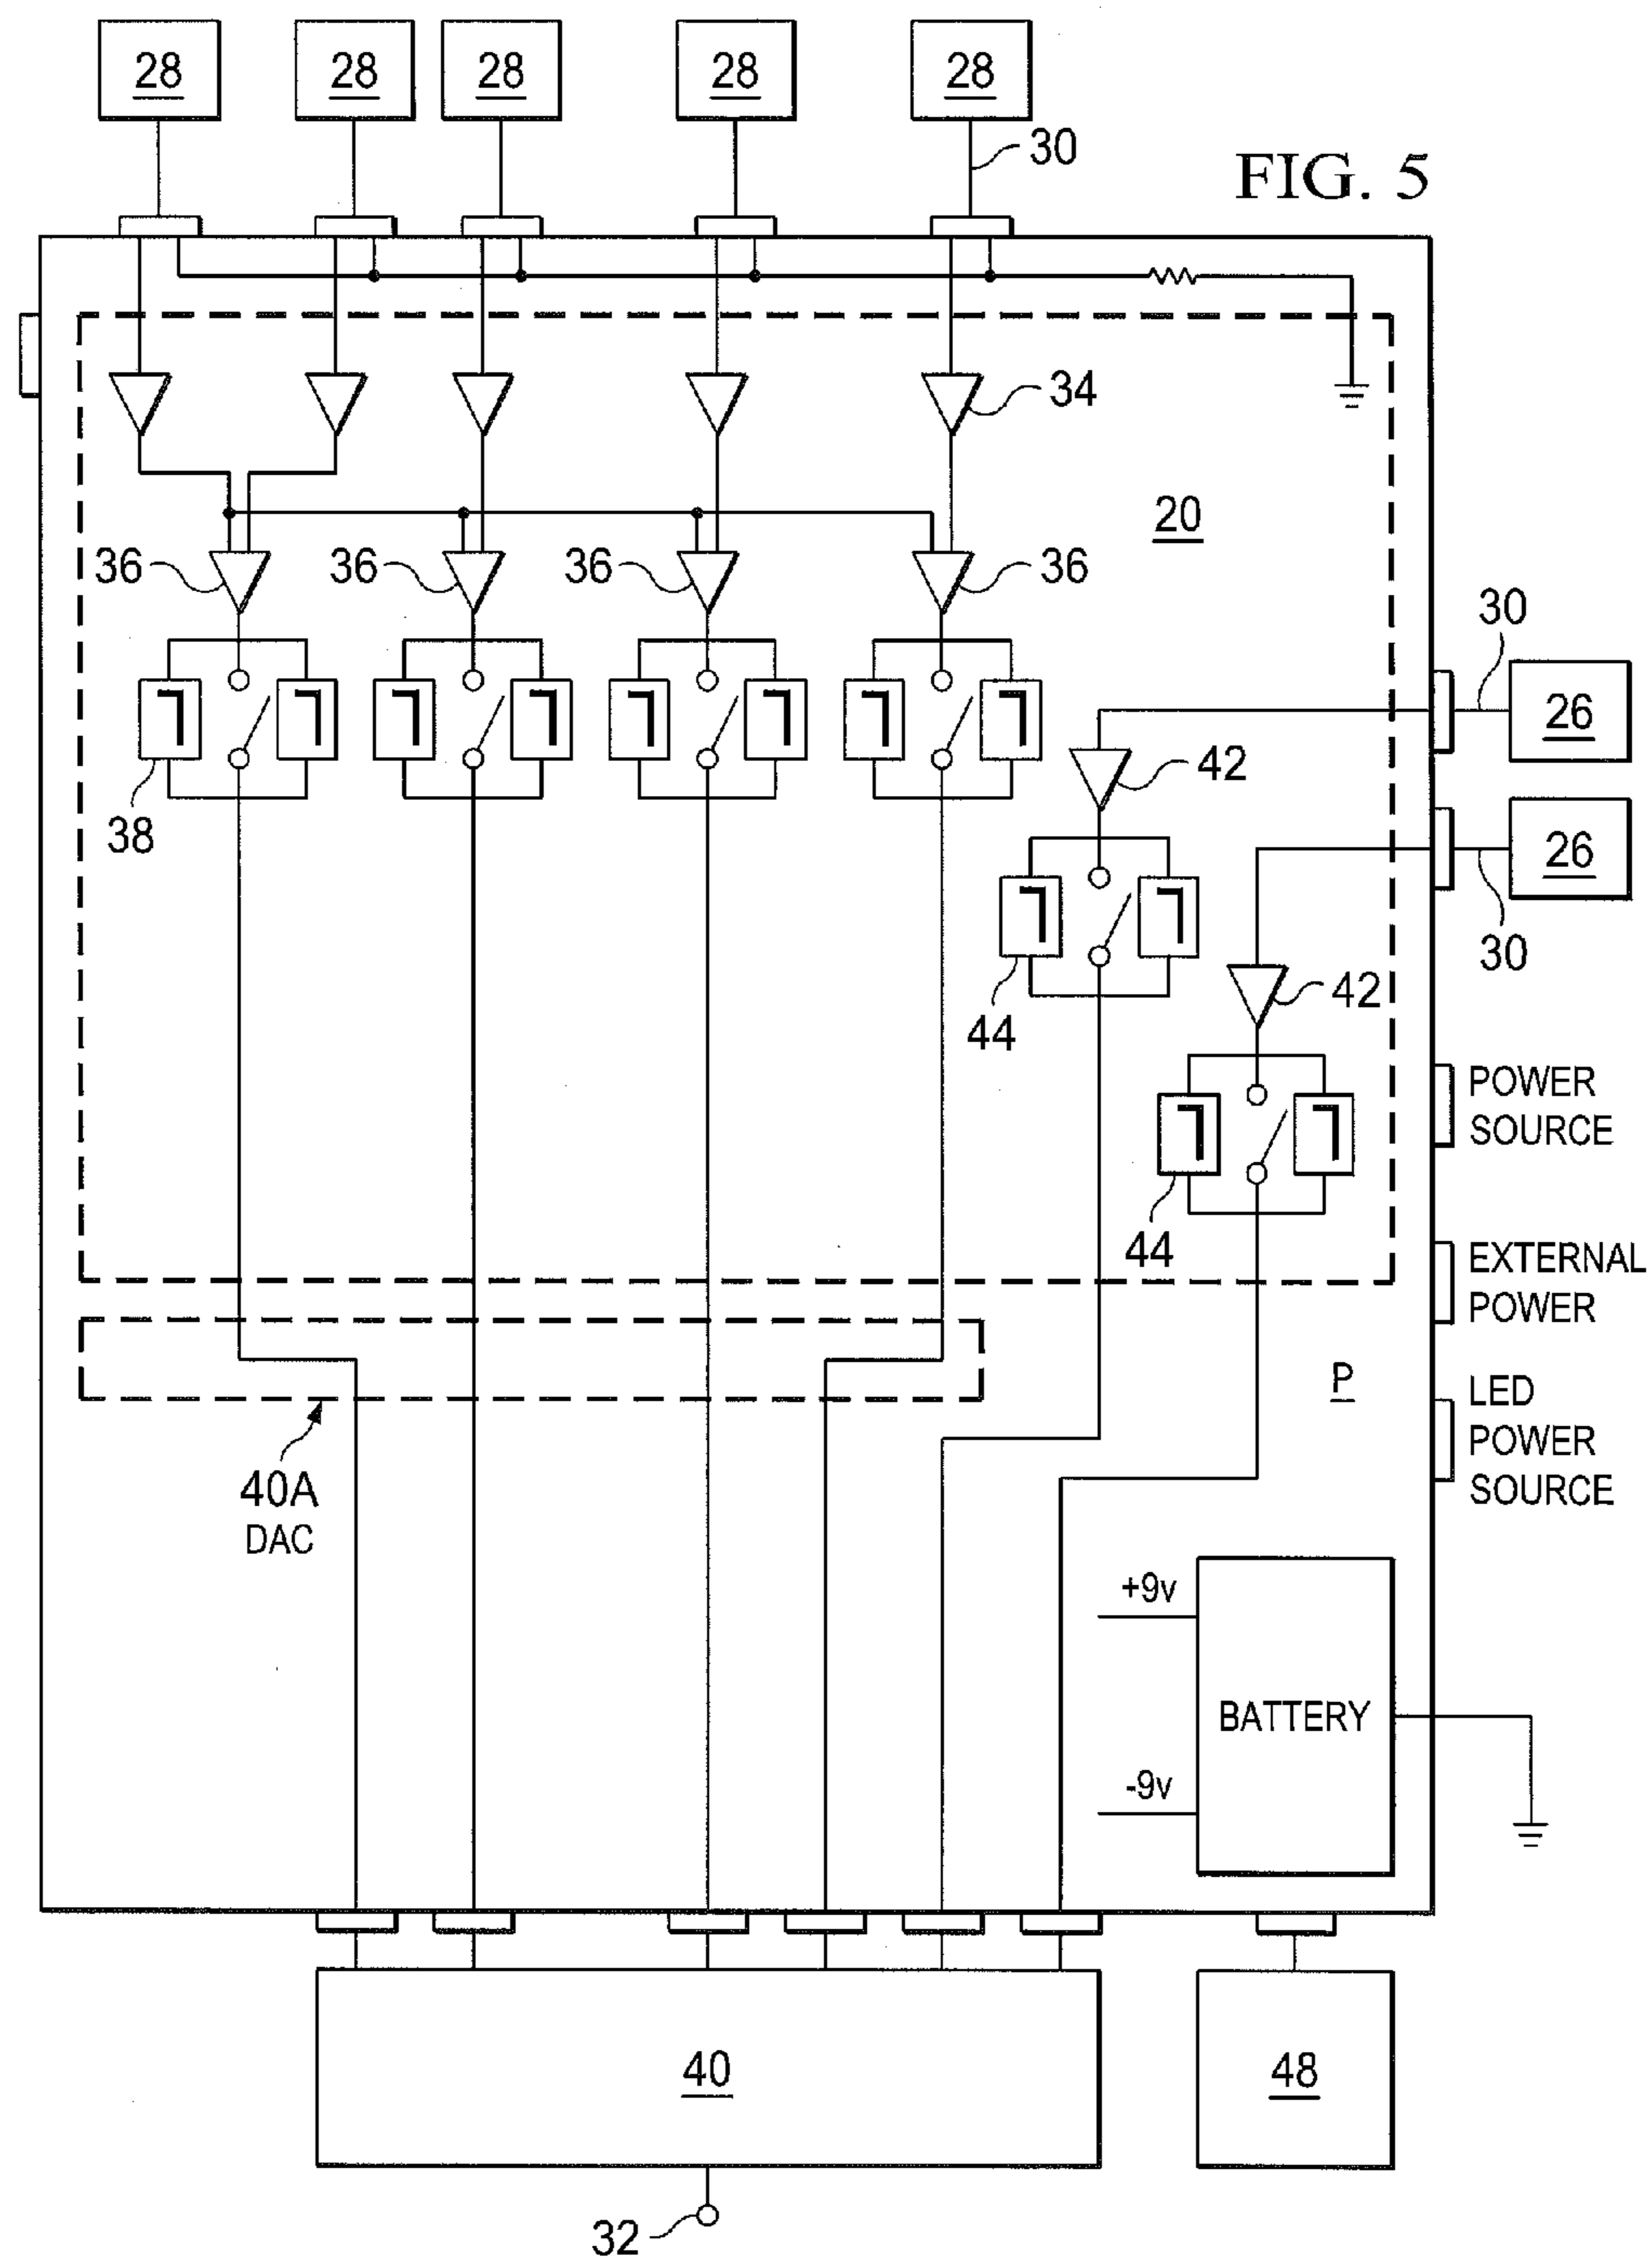 28 28 28 28 28
30
FIG. 5
34
20
36 36 36 36
30
26
38
42
26
30
44
42
POWER
SOURCE
44
EXTERNAL
POWER
P
LED
POWER
SOURCE
40A
DAC
+9v
BATTERY
-9v
40
48
32